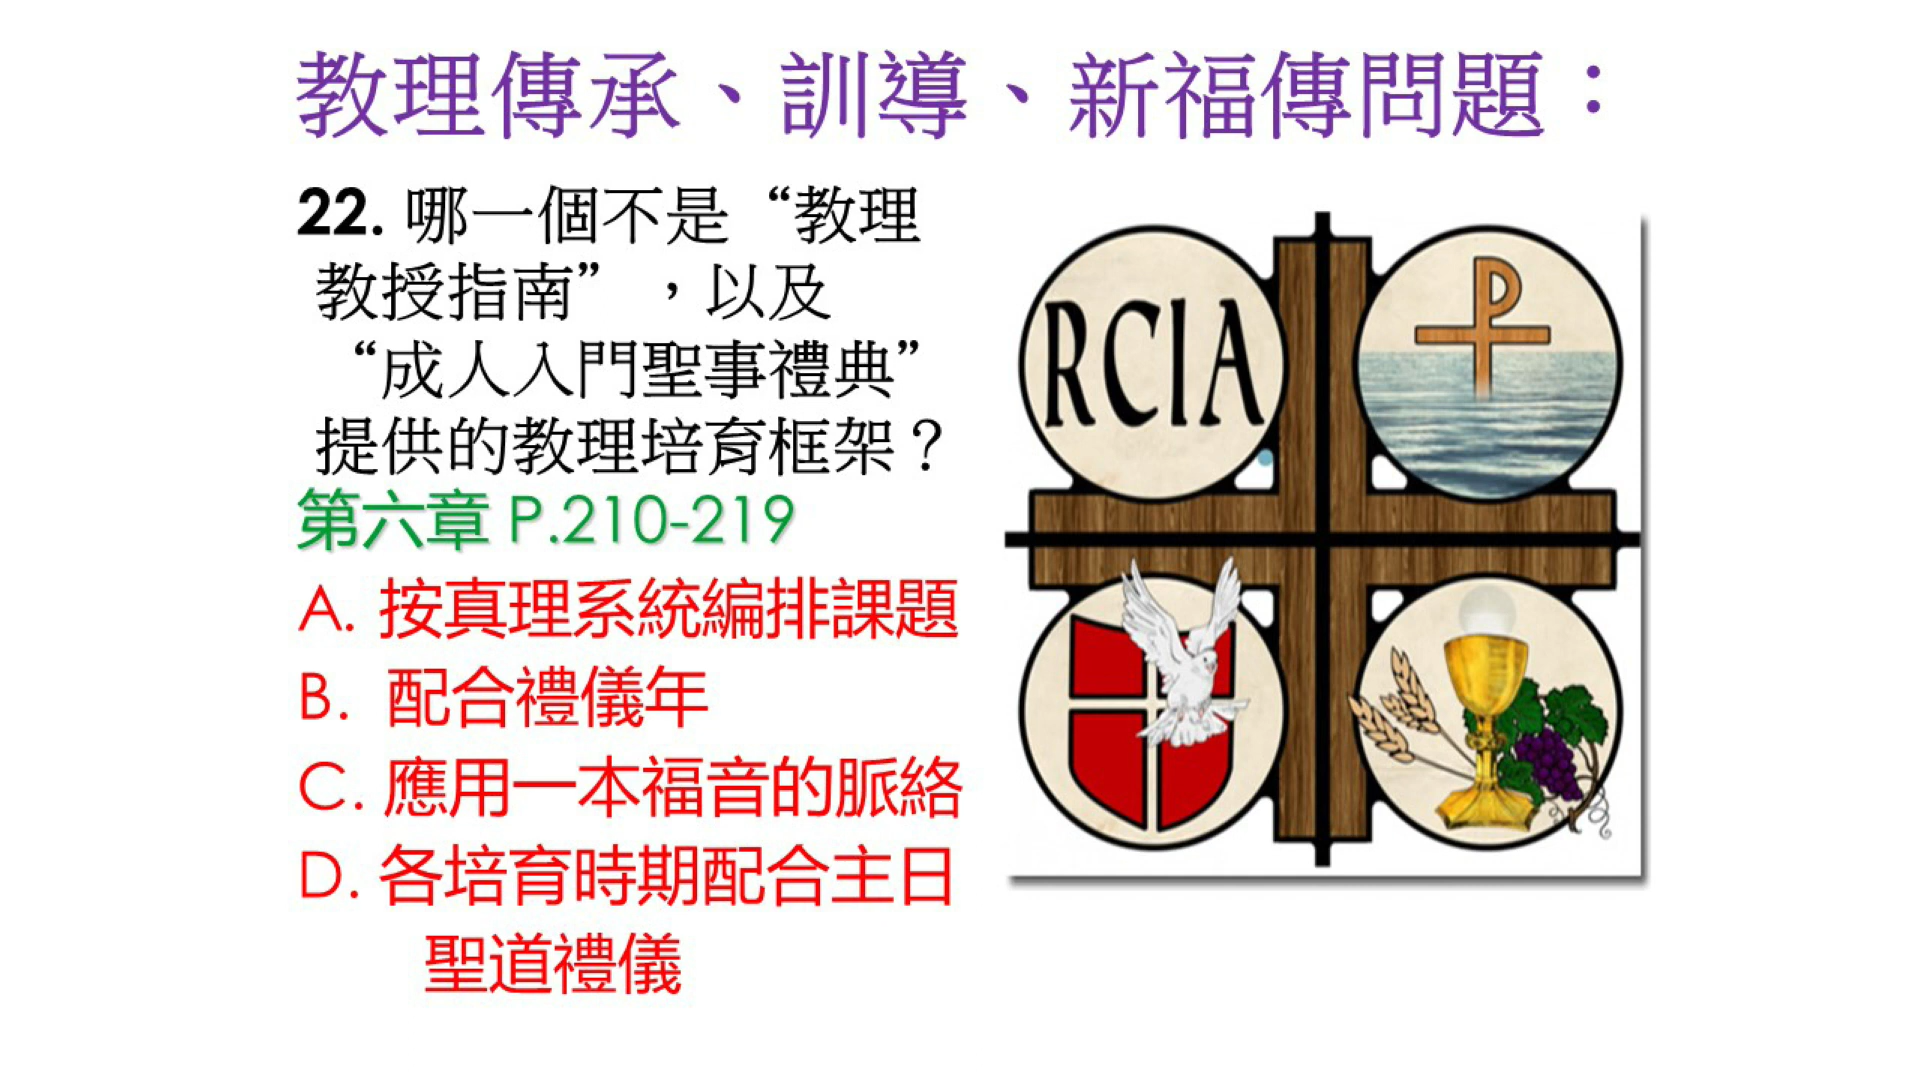 教理傳承、訓導、新福傳問題：
22. 哪一個不是“教理
教授指南”，以及
“成人入門聖事禮典”
提供的教理培育框架？
第六章 P.210-219
A. 按真理系統編排課題
B. 配合禮儀年
C. 應用一本福音的脈絡
D. 各培育時期配合主日
聖道禮儀
RCIA